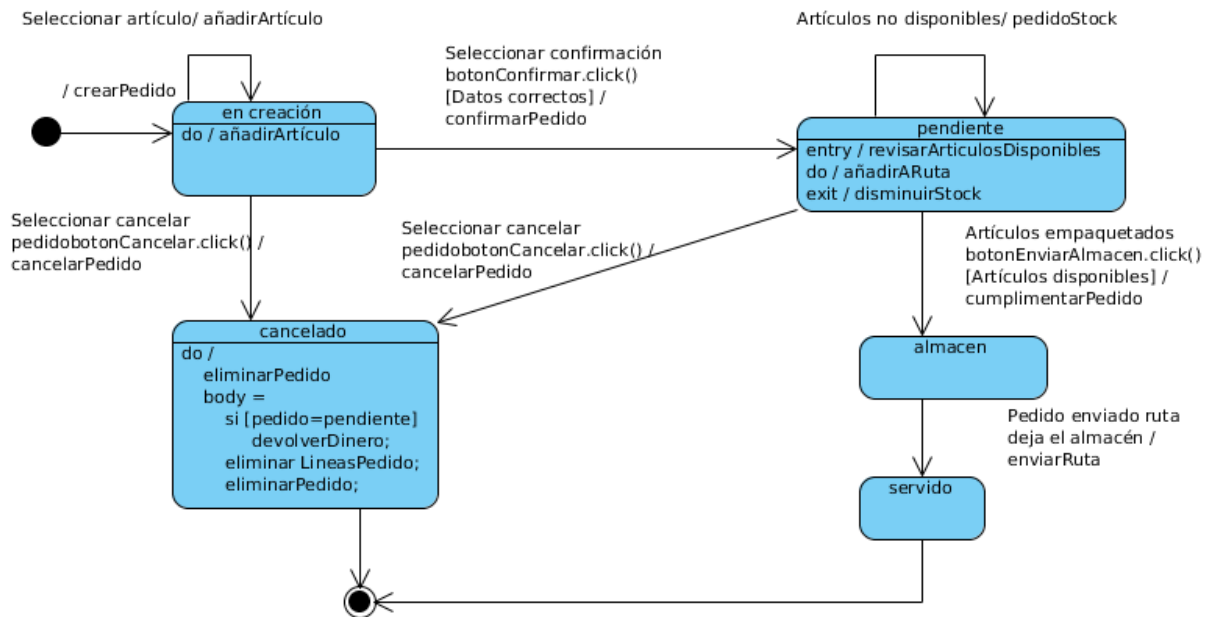 Seleccionar artículo/ añadirArtículo
Artículos no disponibles/ pedidoStock
/ crearPedido
Seleccionar confirmación
botonConfirmar.click()
[Datos correctos] /
confirmarPedido
en creación
do / añadirArtículo
pendiente
entry / revisarArticulosDisponibles
do / añadirARuta
exit / disminuirStock
Seleccionar cancelar
pedidobotonCancelar.click() /
cancelarPedido
Seleccionar cancelar
pedidobotonCancelar.click() /
cancelarPedido
Artículos empaquetados
botonEnviarAlmacen.click()
[Artículos disponibles] /
cumplimentarPedido
cancelado
do /
eliminarPedido
body =
si [pedido=pendiente]
devolverDinero;
eliminar LineasPedido;
eliminarPedido;
almacen
Pedido enviado ruta
deja el almacén /
enviarRuta
servido